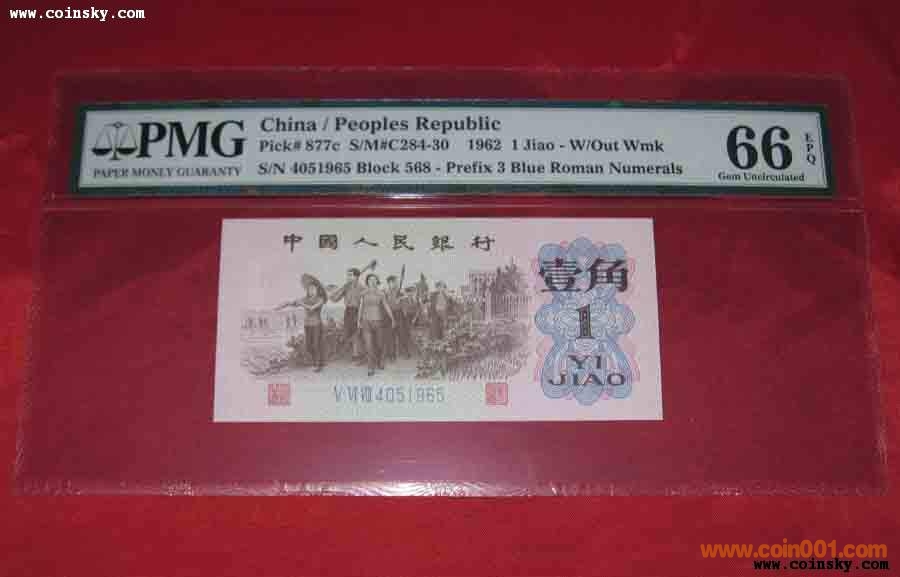 www.coinsky.com
PMG
PAPER MONEY GUARANTY
China / Peoples Republic
Pick# 877c S/M#C284-30 1962 1 Jiao - W/Out Wmk
S/N 4051965 Block 568 - Prefix 3 Blue Roman Numerals
66
EPQ
Gem Uncirculated
中國人民銀行
壹角
1
YI
JIAO
V VI VIII 4051965
www.coin001.com
www.coinsky.com